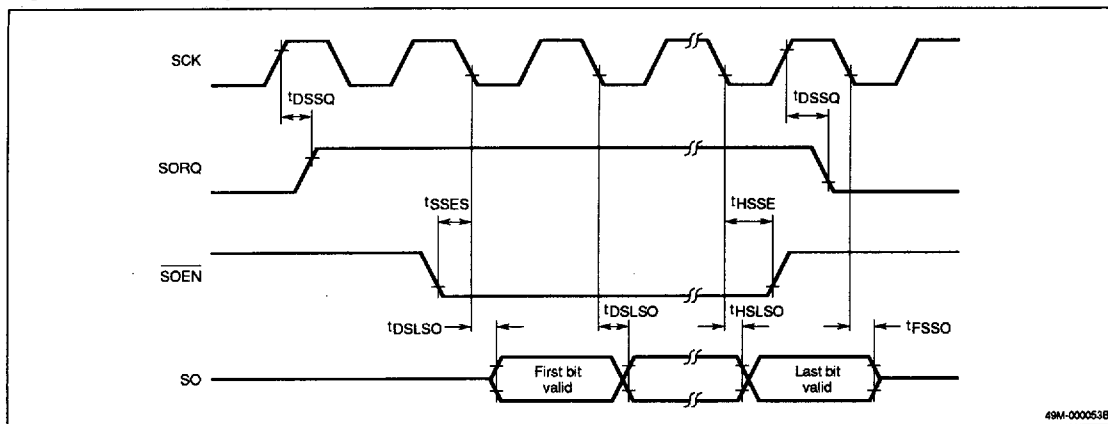 SCK
tDSSQ
tDSSQ
SORQ
tSSES
tHSSE
SOEN
tDSLSO
tDSLSO
tHSLSO
tFSSO
SO
First bit
valid
Last bit
valid
49M-000053B